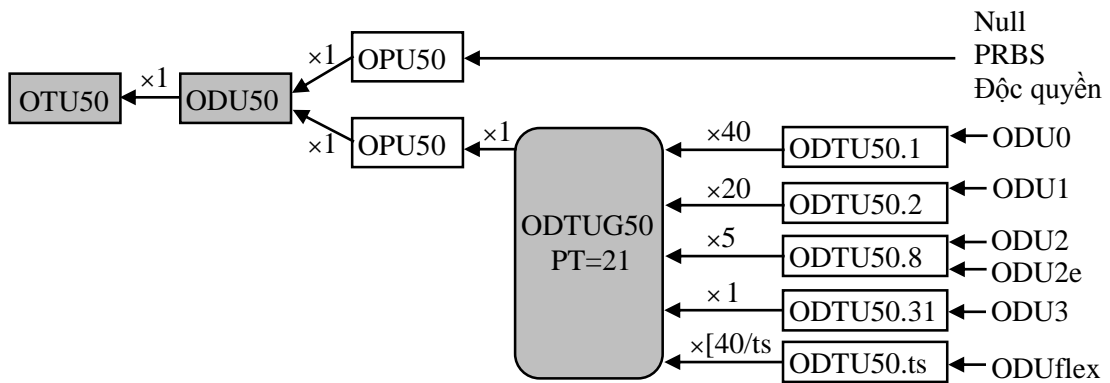 Null
PRBS
Độc quyền
×1
OPU50
×1
OTU50
ODU50
×1
OPU50
×1
ODTUG50
PT=21
×40
ODTU50.1
ODU0
×20
ODTU50.2
ODU1
×5
ODTU50.8
ODU2
ODU2e
×1
ODTU50.31
ODU3
×[40/ts
ODTU50.ts
ODUflex